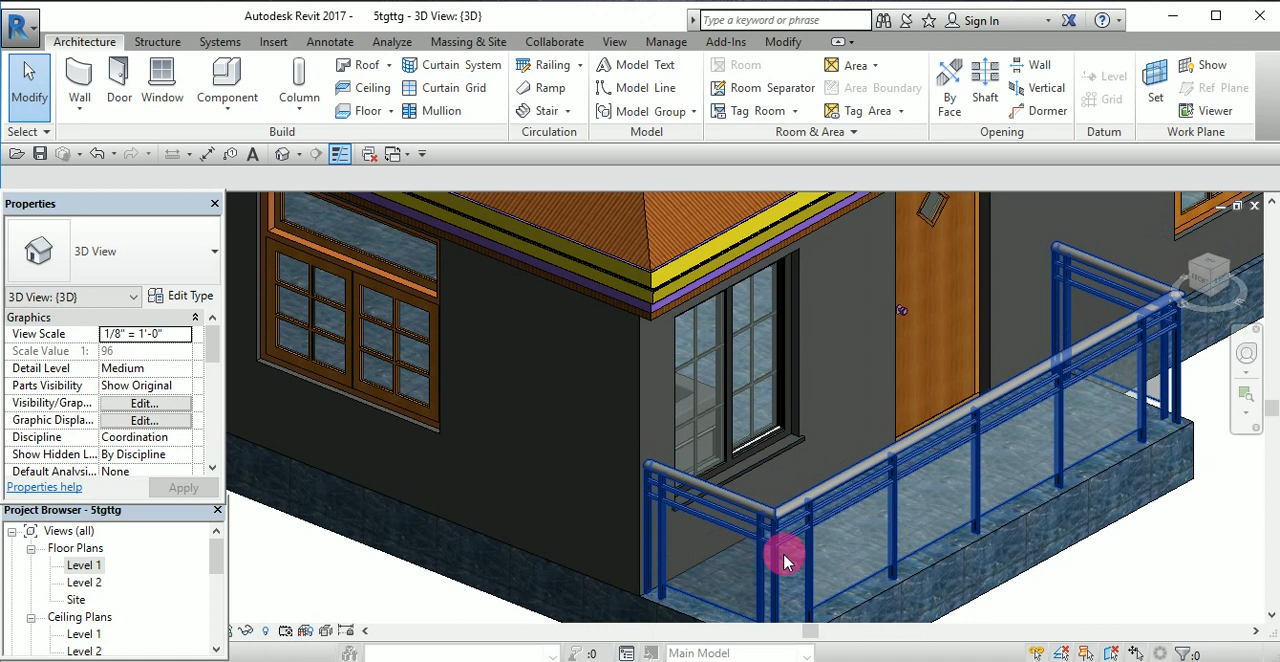 Autodesk Revit 2017 - 5tgttg - 3D View: {3D}
Type a keyword or phrase
Sign In
Architecture Structure Systems Insert Annotate Analyze Massing & Site Collaborate View Manage Add-Ins Modify
Modify
Wall
Door
Window
Component
Column
Roof
Ceiling
Floor
Curtain System
Curtain Grid
Mullion
Railing
Ramp
Stair
Model Text
Model Line
Model Group
Room
Room Separator
Tag Room
Area
Area Boundary
Tag Area
By Face
Shaft
Wall
Vertical
Dormer
Level
Grid
Set
Show
Ref Plane
Viewer
Select
Build
Circulation
Model
Room & Area
Opening
Datum
Work Plane
Properties
3D View
3D View: {3D}
Edit Type
Graphics
View Scale 1/8" = 1'-0"
Scale Value 1: 96
Detail Level Medium
Parts Visibility Show Original
Visibility/Grap... Edit...
Graphic Displa... Edit...
Discipline Coordination
Show Hidden L... By Discipline
Default Analysi... None
Properties help
Apply
Project Browser - 5tgttg
Views (all)
Floor Plans
Level 1
Level 2
Site
Ceiling Plans
Level 1
Level 2
:0
Main Model
:0